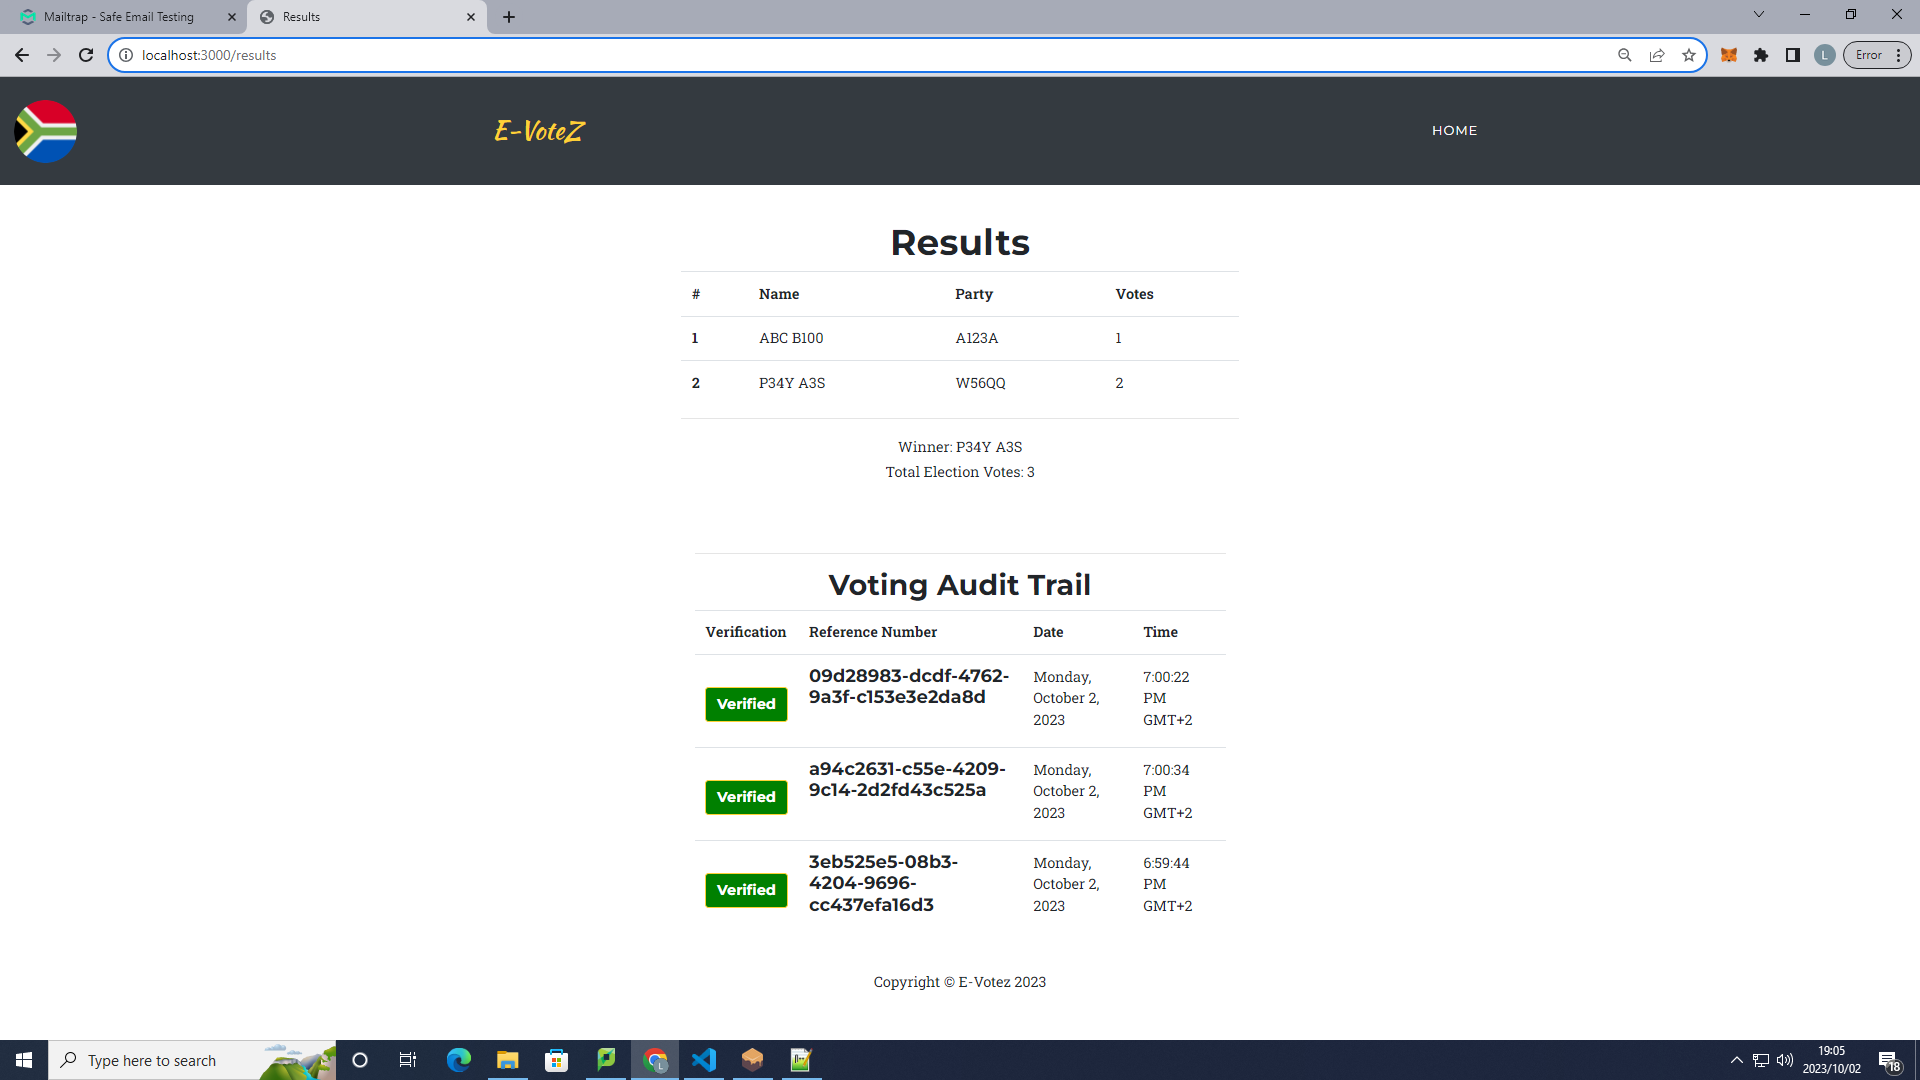 Mailtrap - Safe Email Testing
Results
localhost:3000/results
L
Error
E-VoteZ
HOME
Results
# Name Party Votes
1 ABC B100 A123A 1
2 P34Y A3S W56QQ 2
Winner: P34Y A3S
Total Election Votes: 3
Voting Audit Trail
Verification Reference Number Date Time
Verified
09d28983-dcdf-4762-
9a3f-c153e3e2da8d
Monday,
October 2,
2023
7:00:22
PM
GMT+2
Verified
a94c2631-c55e-4209-
9c14-2d2fd43c525a
Monday,
October 2,
2023
7:00:34
PM
GMT+2
Verified
3eb525e5-08b3-
4204-9696-
cc437efa16d3
Monday,
October 2,
2023
6:59:44
PM
GMT+2
Copyright © E-Votez 2023
Type here to search
L
19:05
2023/10/02
18